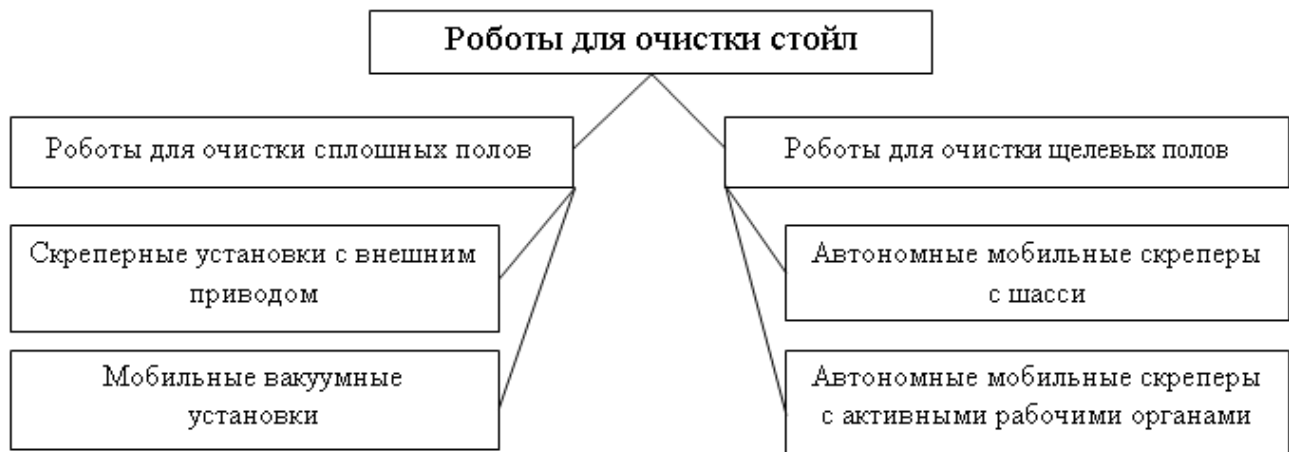 Роботы для очистки стойл
Роботы для очистки сплошных полов
Роботы для очистки щелевых полов
Скреперные установки с внешним
приводом
Автономные мобильные скреперы
с шасси
Мобильные вакуумные
установки
Автономные мобильные скреперы
с активными рабочими органами